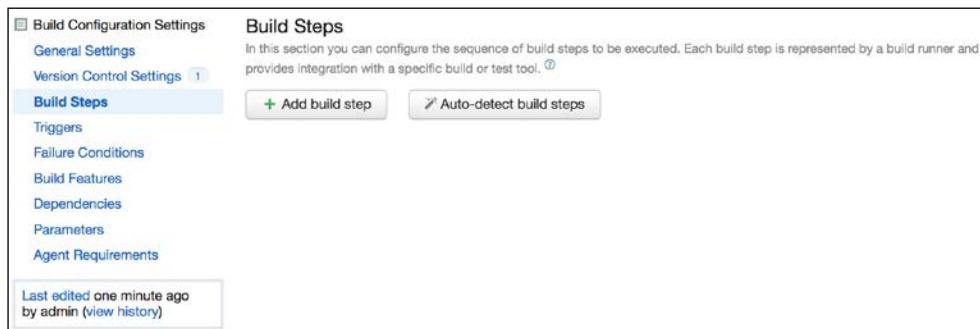 Build Configuration Settings
General Settings
Version Control Settings 1
Build Steps
Triggers
Failure Conditions
Build Features
Dependencies
Parameters
Agent Requirements
Last edited one minute ago
by admin (view history)
Build Steps
In this section you can configure the sequence of build steps to be executed. Each build step is represented by a build runner and
provides integration with a specific build or test tool. ?
+ Add build step
Auto-detect build steps